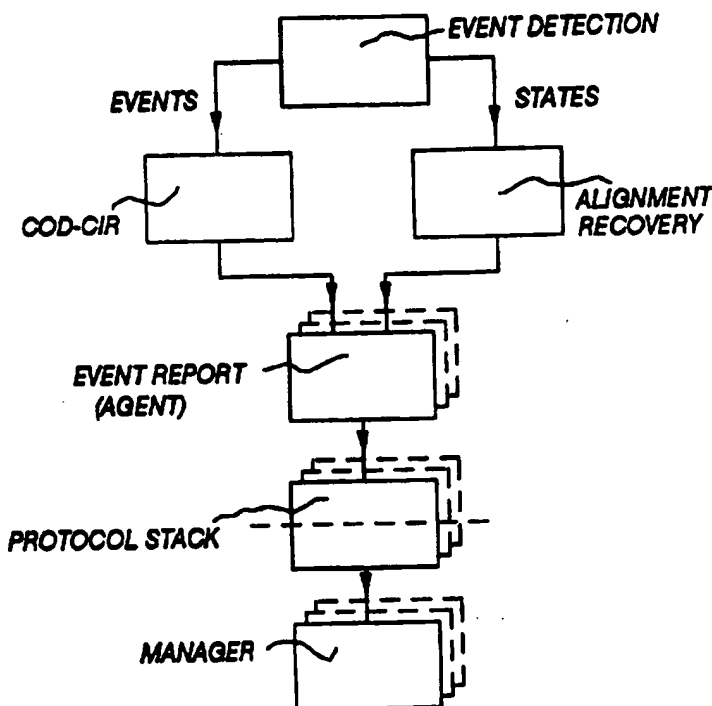 EVENT DETECTION
EVENTS
STATES
COD-CIR
ALIGNMENT
RECOVERY
EVENT REPORT
(AGENT)
PROTOCOL STACK
MANAGER